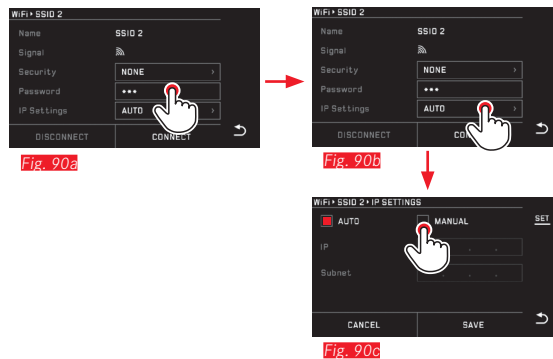 WiFi▸SSID 2
Name SSID 2
Signal
Security NONE
Password •••
IP Settings AUTO
DISCONNECT CONNECT
Fig. 90a
WiFi▸SSID 2
Name SSID 2
Signal
Security NONE
Password •••
IP Settings AUTO
DISCONNECT
Fig. 90b
WiFi▸SSID 2▸IP SETTINGS
AUTO MANUAL SET
IP . .
Subnet . . .
CANCEL SAVE
Fig. 90c